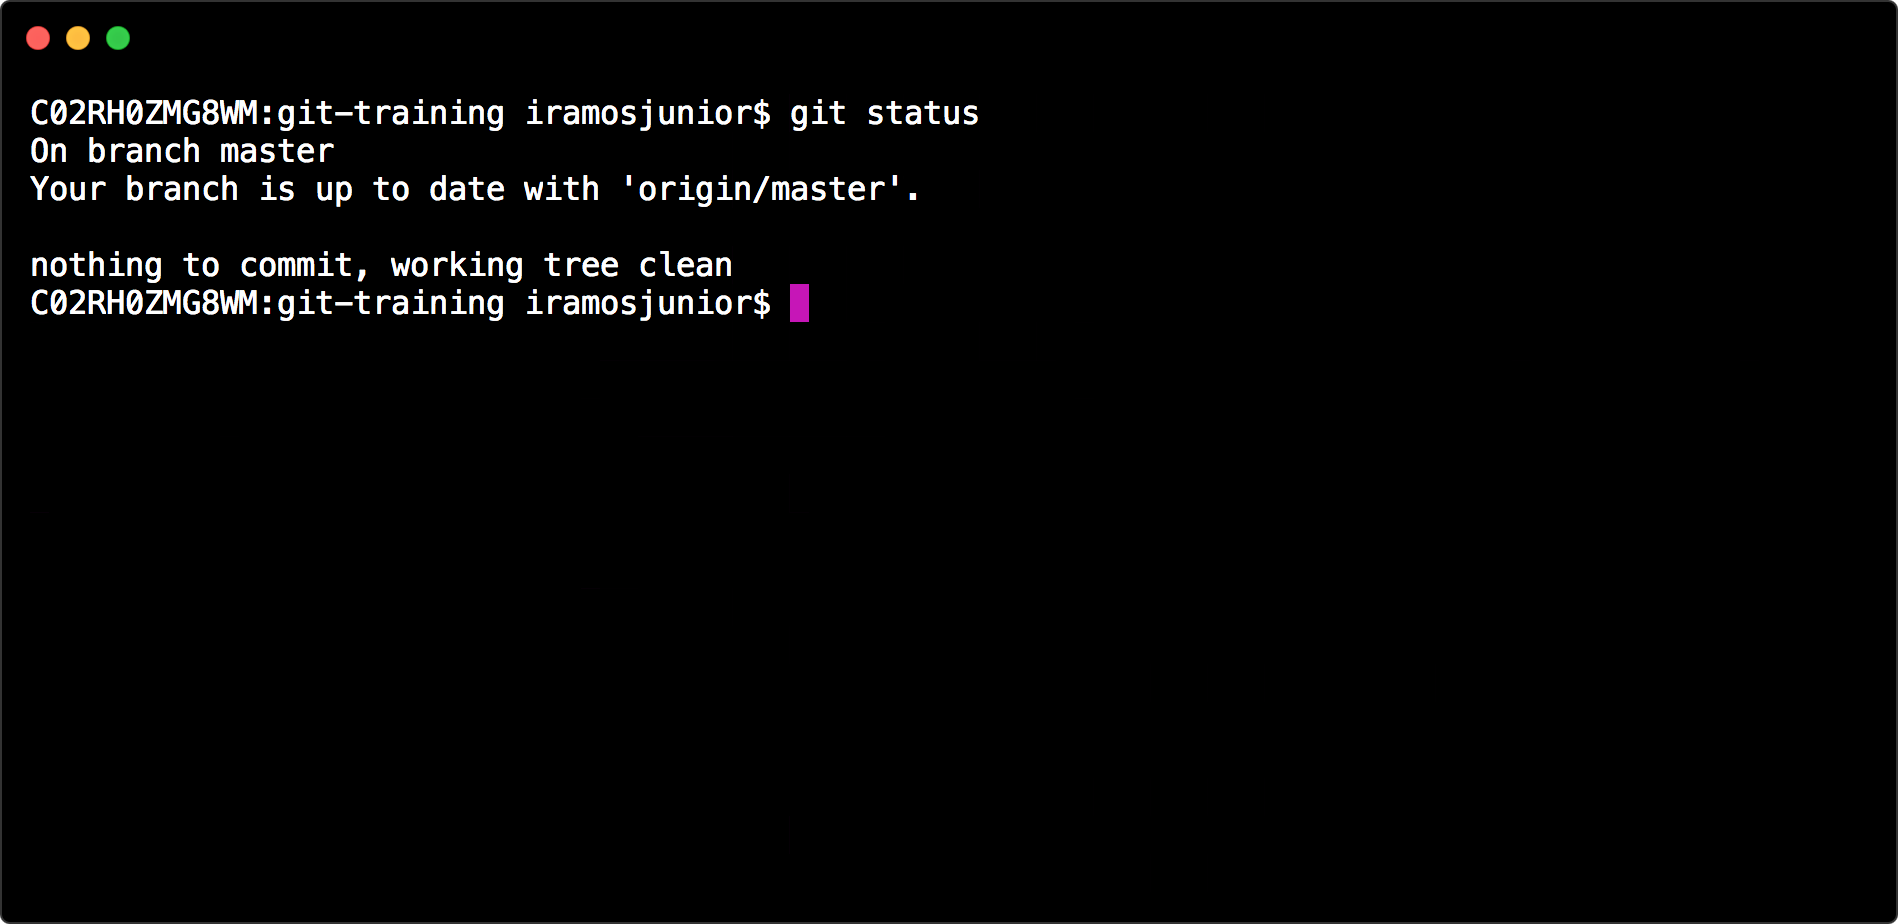 C02RH0ZMG8WM:git-training iramosjunior$ git status
On branch master
Your branch is up to date with 'origin/master'.
nothing to commit, working tree clean
C02RH0ZMG8WM:git-training iramosjunior$